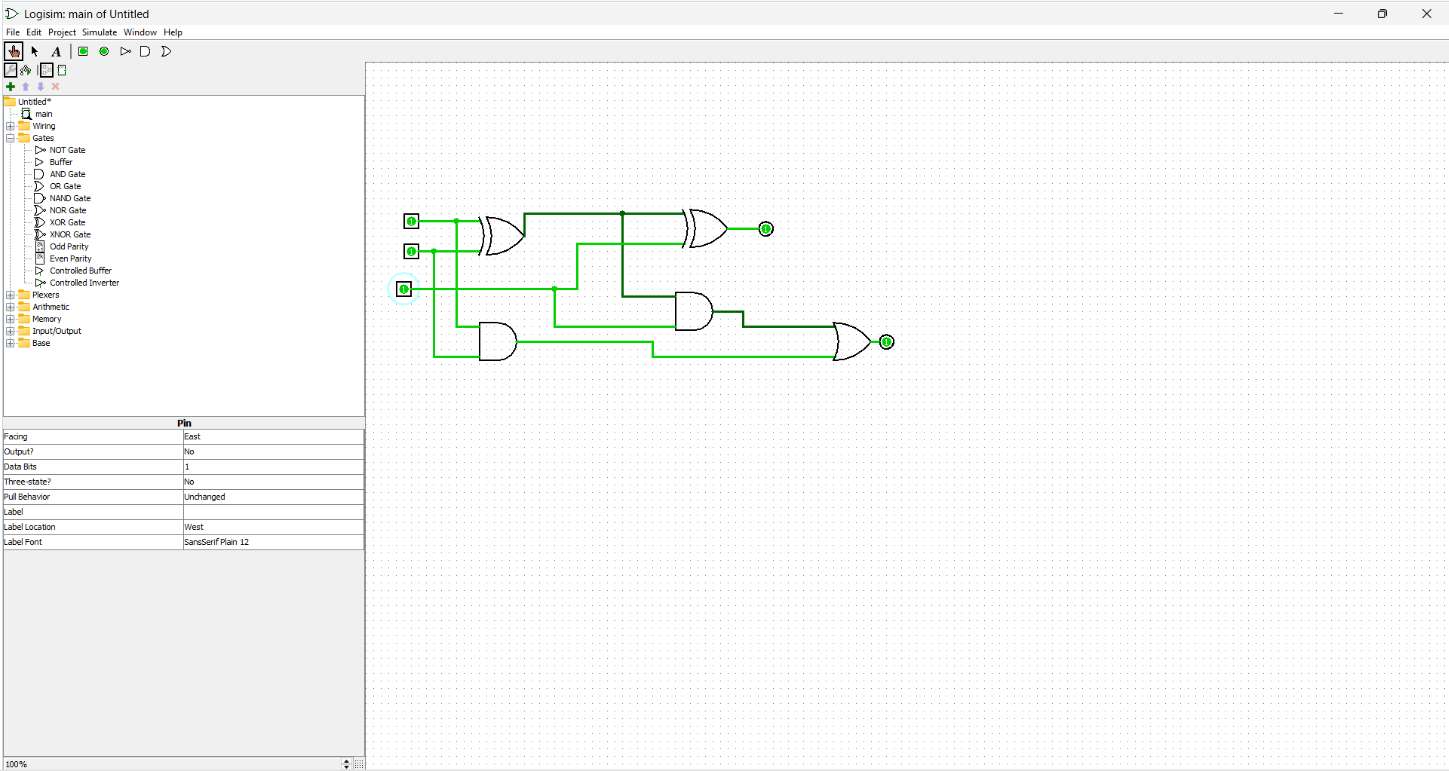 Logisim: main of Untitled
File Edit Project Simulate Window Help
A
Untitled*
main
Wiring
Gates
NOT Gate
Buffer
AND Gate
OR Gate
NAND Gate
NOR Gate
XOR Gate
XNOR Gate
Odd Parity
Even Parity
Controlled Buffer
Controlled Inverter
Plexers
Arithmetic
Memory
Input/Output
Base
1
1
1
1
1
Pin
Facing East
Output? No
Data Bits 1
Three-state? No
Pull Behavior Unchanged
Label
Label Location West
Label Font SansSerif Plain 12
100%